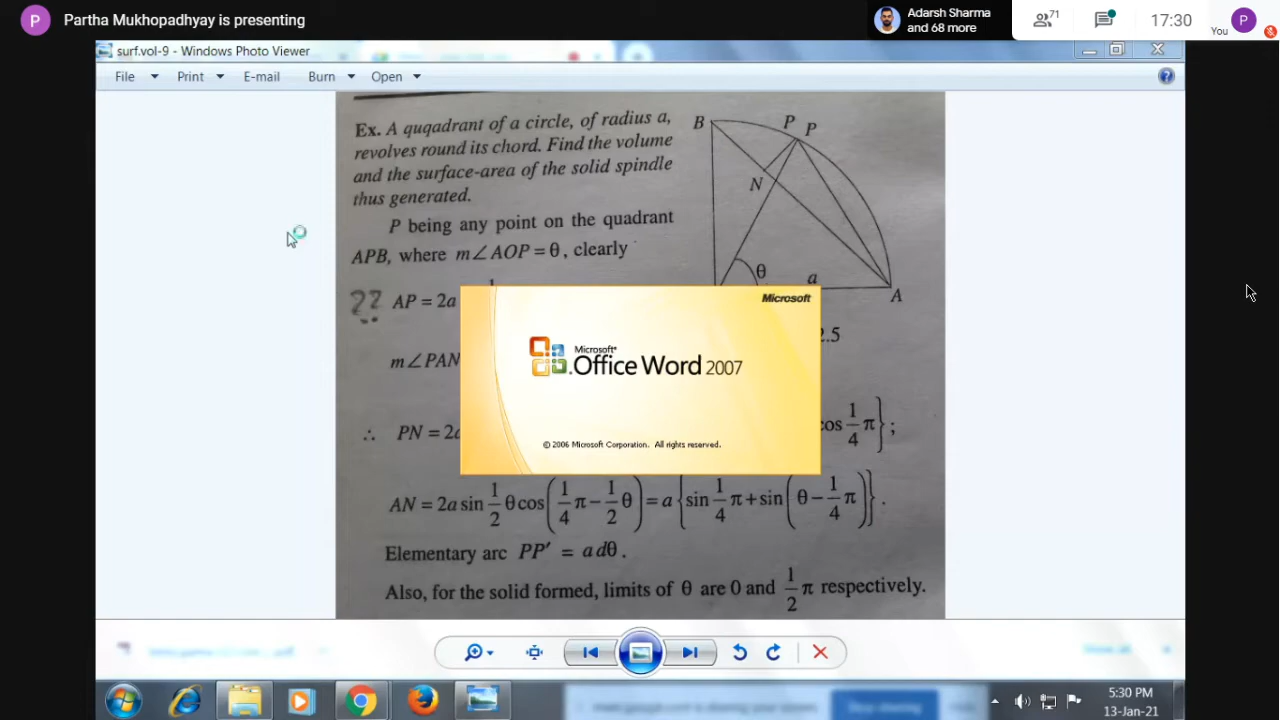 P
Partha Mukhopadhyay is presenting
Adarsh Sharma
and 68 more
71
17:30
You
P
surf.vol-9 - Windows Photo Viewer
File Print E-mail Burn Open
Ex. A quqadrant of a circle, of radius a,
revolves round its chord. Find the volume
and the surface-area of the solid spindle
thus generated.
P being any point on the quadrant
APB, where m∠AOP = θ, clearly
B P P
N
θ a
A
?? AP = 2a
2.5
m∠PAN
∴ PN = 2a
cos 1/4 π};
Microsoft
Microsoft®
Office Word 2007
© 2006 Microsoft Corporation. All rights reserved.
AN = 2a sin 1/2 θ cos(1/4 π − 1/2 θ) = a {sin 1/4 π + sin(θ − 1/4 π)}.
Elementary arc PP′ = a dθ.
Also, for the solid formed, limits of θ are 0 and 1/2 π respectively.
5:30 PM
13-Jan-21